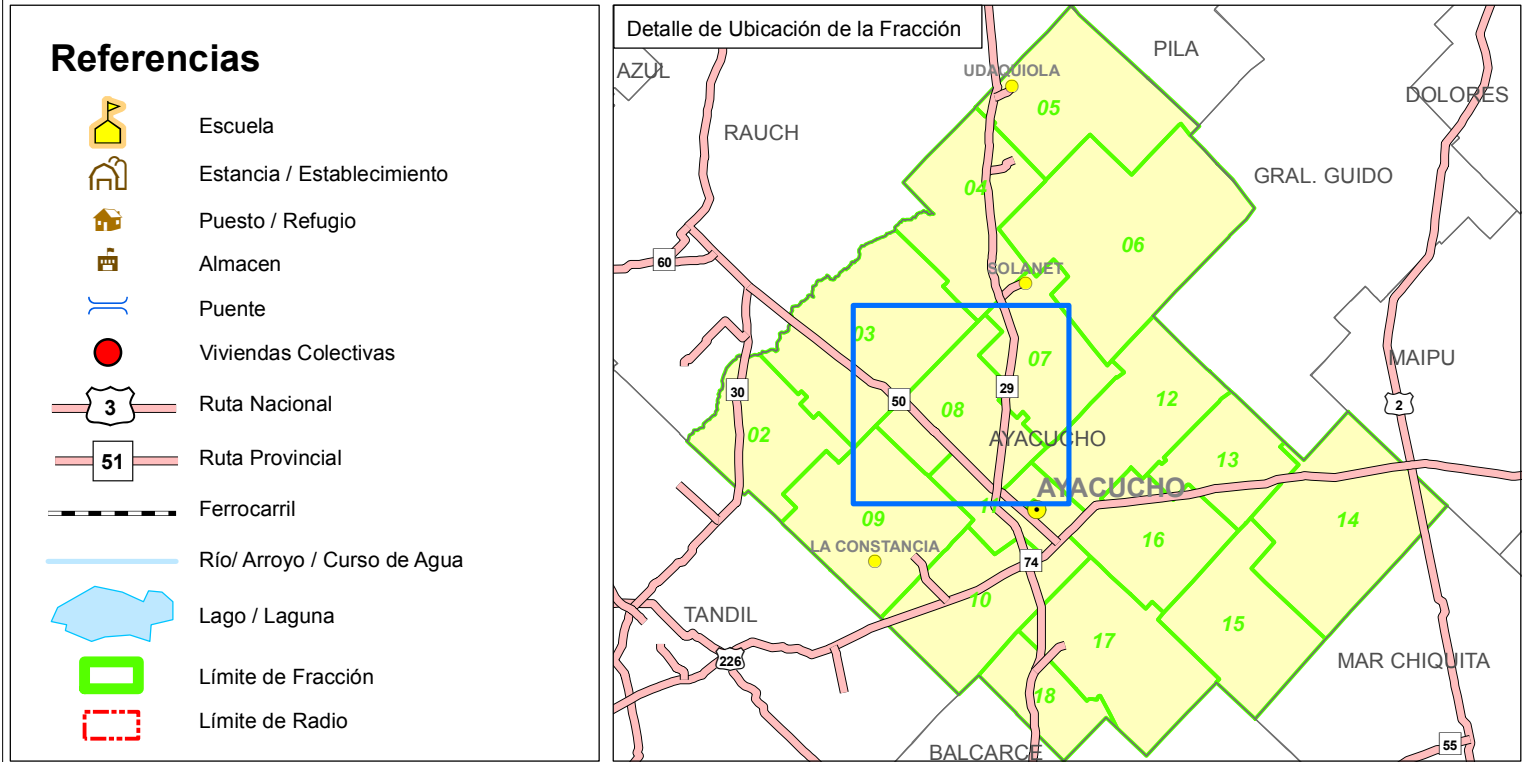 Referencias
Escuela
Estancia / Establecimiento
Puesto / Refugio
Almacen
Puente
Viviendas Colectivas
3
Ruta Nacional
51
Ruta Provincial
Ferrocarril
Río/ Arroyo / Curso de Agua
Lago / Laguna
Límite de Fracción
Límite de Radio
Detalle de Ubicación de la Fracción
PILA
AZUL
UDAQUIOLA
DOLORES
05
RAUCH
GRAL. GUIDO
04
06
60
SOLANET
03
07
MAIPU
30
29
50
12
2
08
02
AYACUCHO
13
AYACUCHO
09
14
16
LA CONSTANCIA
74
10
TANDIL
15
17
226
MAR CHIQUITA
18
55
BALCARCE